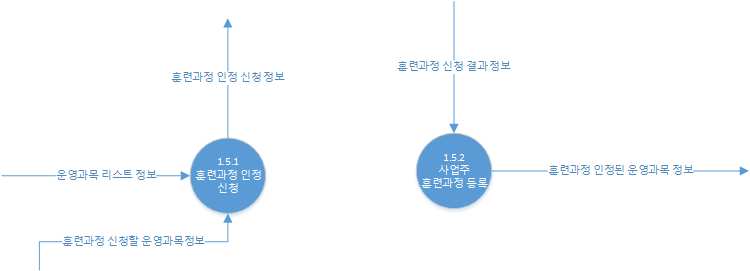 훈련과정 인정 신청 정보
훈련과정 신청 결과 정보
1.5.1
훈련과정 인정
신청
운영과목 리스트 정보
1.5.2
사업주
훈련과정 등록
훈련과정 인정된 운영과목 정보
훈련과정 신청할 운영과목정보